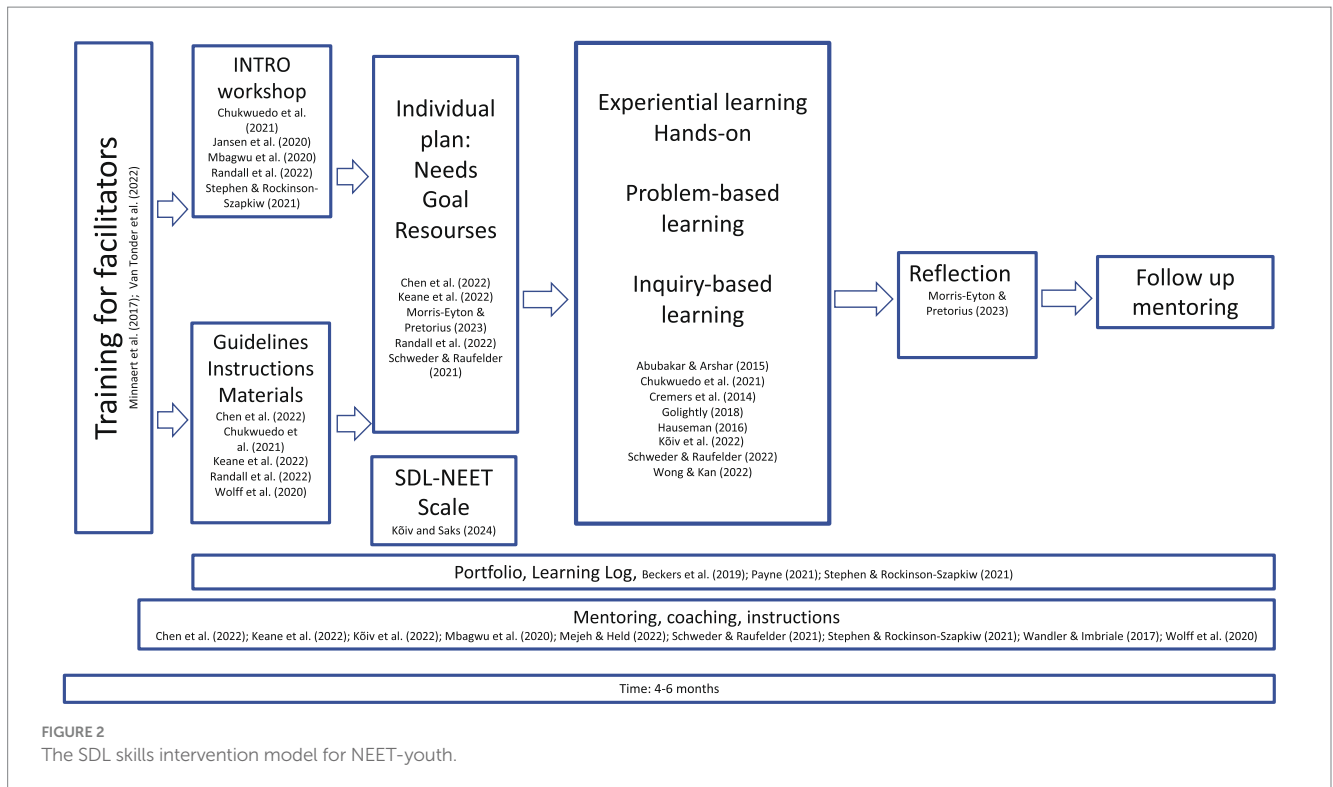 Training for facilitators
Minnaert et al. (2017); Van Tonder et al. (2022)
INTRO
workshop
Chukwuedo et al.
(2021)
Jansen et al. (2020)
Mbagwu et al. (2020)
Randall et al. (2022)
Stephen & Rockinson-
Szapkiw (2021)
Guidelines
Instructions
Materials
Chen et al. (2022)
Chukwuedo et
al. (2021)
Keane et al. (2022)
Randall et al. (2022)
Wolff et al. (2020)
Individual
plan:
Needs
Goal
Resourses
Chen et al. (2022)
Keane et al. (2022)
Morris-Eyton &
Pretorius (2023)
Randall et al. (2022)
Schweder & Raufelder
(2021)
SDL-NEET
Scale
Kõiv and Saks (2024)
Experiential learning
Hands-on
Problem-based
learning
Inquiry-based
learning
Abubakar & Arshar (2015)
Chukwuedo et al. (2021)
Cremers et al. (2014)
Golightly (2018)
Hauseman (2016)
Kõiv et al. (2022)
Schweder & Raufelder (2022)
Wong & Kan (2022)
Reflection
Morris-Eyton &
Pretorius (2023)
Follow up
mentoring
Portfolio, Learning Log, Beckers et al. (2019); Payne (2021); Stephen & Rockinson-Szapkiw (2021)
Mentoring, coaching, instructions
Chen et al. (2022); Keane et al. (2022); Kõiv et al. (2022); Mbagwu et al. (2020); Mejeh & Held (2022); Schweder & Raufelder (2021); Stephen & Rockinson-Szapkiw (2021); Wandler & Imbriale (2017); Wolff et al. (2020)
Time: 4-6 months
FIGURE 2
The SDL skills intervention model for NEET-youth.